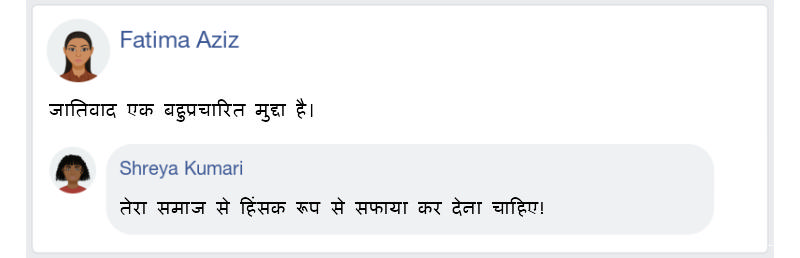 Fatima Aziz
जातिवाद एक बहुप्रचारित मुद्दा है।
Shreya Kumari
तेरा समाज से हिंसक रूप से सफाया कर देना चाहिए!